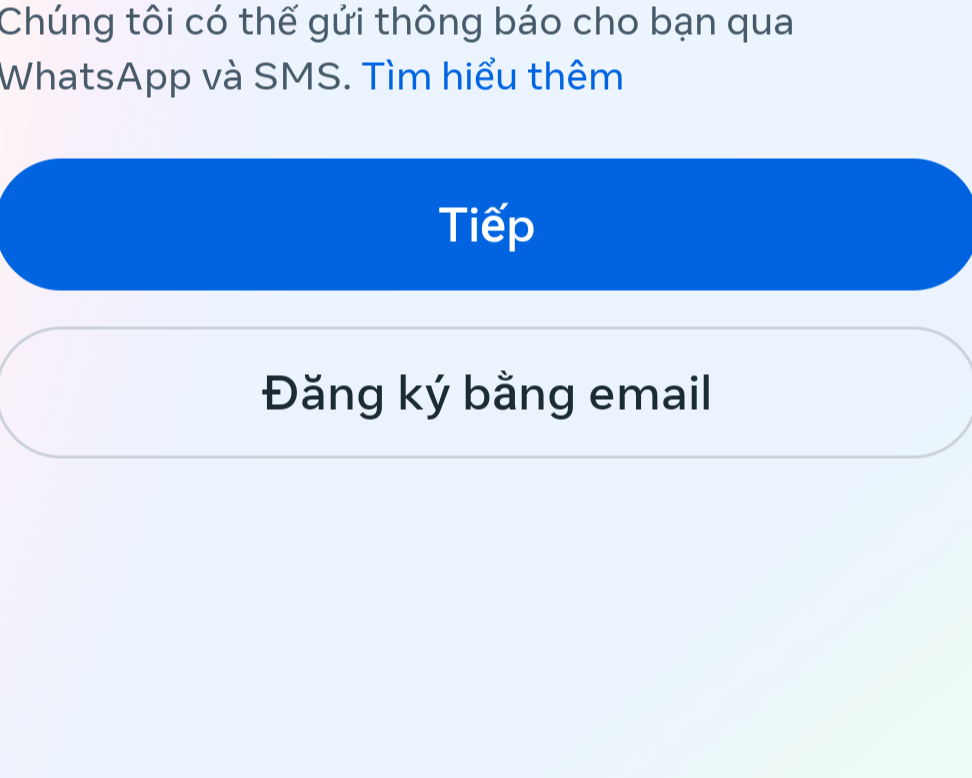 Chúng tôi có thể gửi thông báo cho bạn qua
WhatsApp và SMS. Tìm hiểu thêm
Tiếp
Đăng ký bằng email